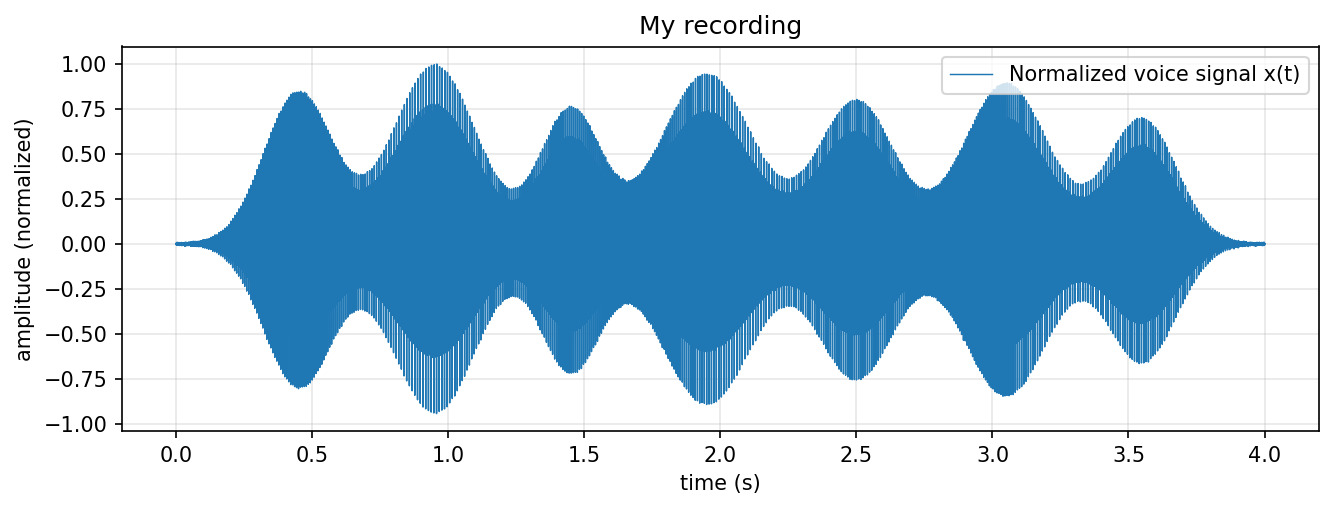 My recording
Normalized voice signal x(t)
1.00
0.75
0.50
0.25
0.00
−0.25
−0.50
−0.75
−1.00
amplitude (normalized)
0.0 0.5 1.0 1.5 2.0 2.5 3.0 3.5 4.0
time (s)